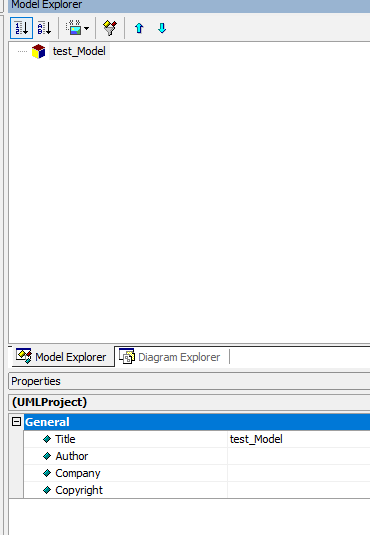 Model Explorer
test_Model
Model Explorer Diagram Explorer
Properties
(UMLProject)
General
Title test_Model
Author
Company
Copyright